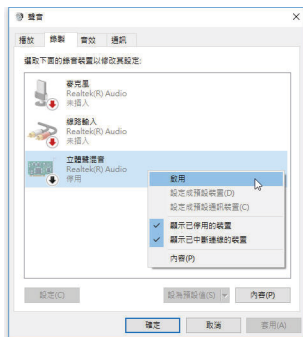 聲音
播放 錄製 音效 通訊
選取下面的錄音裝置以修改其設定:
麥克風
Realtek(R) Audio
未插入
線路輸入
Realtek(R) Audio
未插入
立體聲混音
Realtek(R) Audio
停用
啟用
設定成預設裝置(D)
設定成預設通訊裝置(C)
顯示已停用的裝置
顯示已中斷連線的裝置
內容(P)
設定(C) 設為預設值(S) 內容(P)
確定 取消 套用(A)